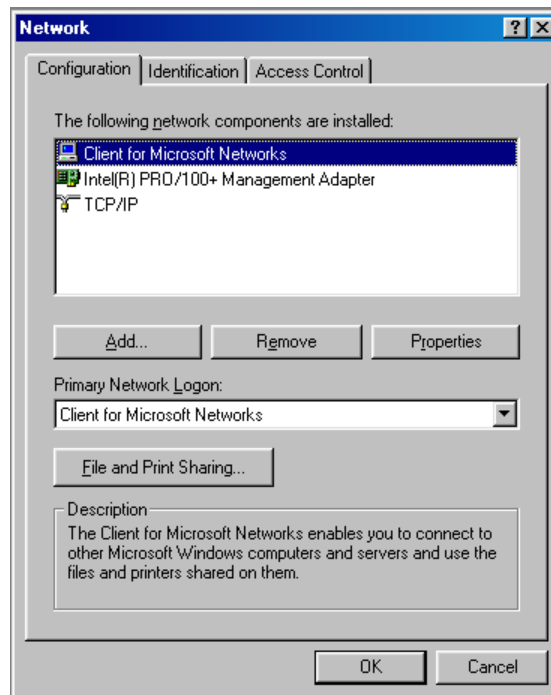 Network
Configuration
Identification
Access Control
The following network components are installed:
Client for Microsoft Networks
Intel(R) PRO/100+ Management Adapter
TCP/IP
Add...
Remove
Properties
Primary Network Logon:
Client for Microsoft Networks
File and Print Sharing...
Description
The Client for Microsoft Networks enables you to connect to
other Microsoft Windows computers and servers and use the
files and printers shared on them.
OK
Cancel